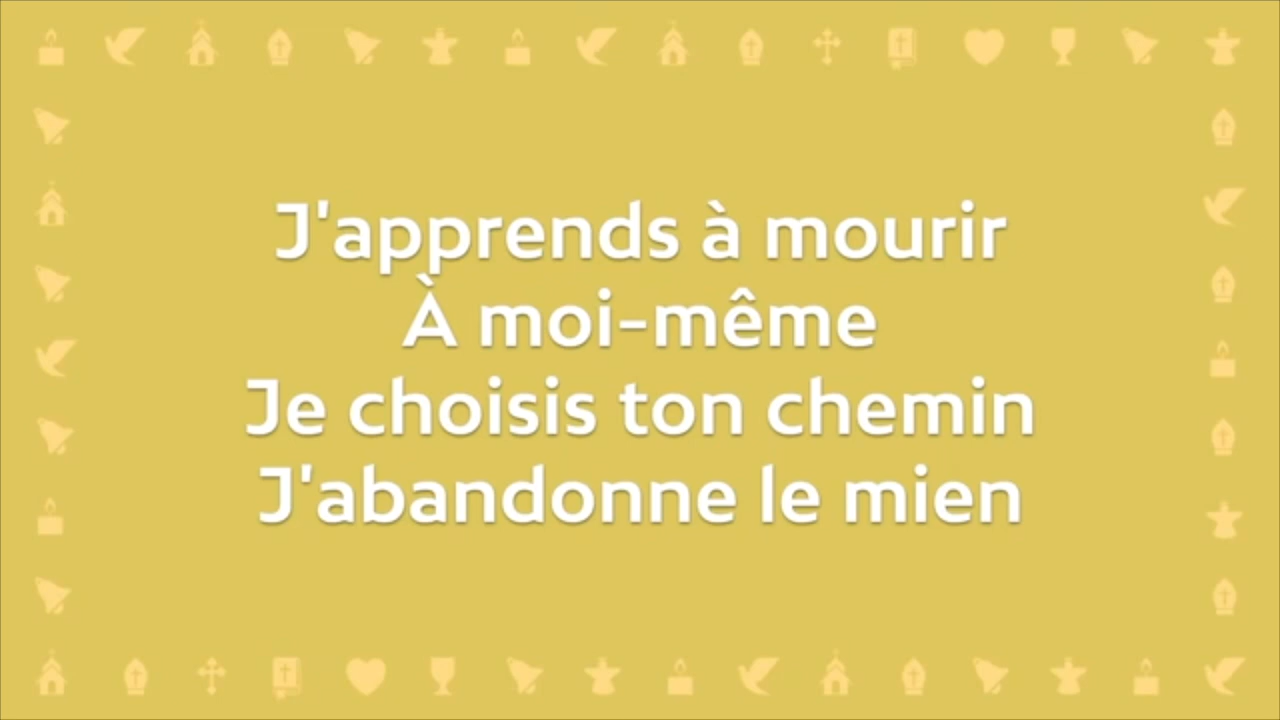 J'apprends à mourir
À moi-même
Je choisis ton chemin
J'abandonne le mien